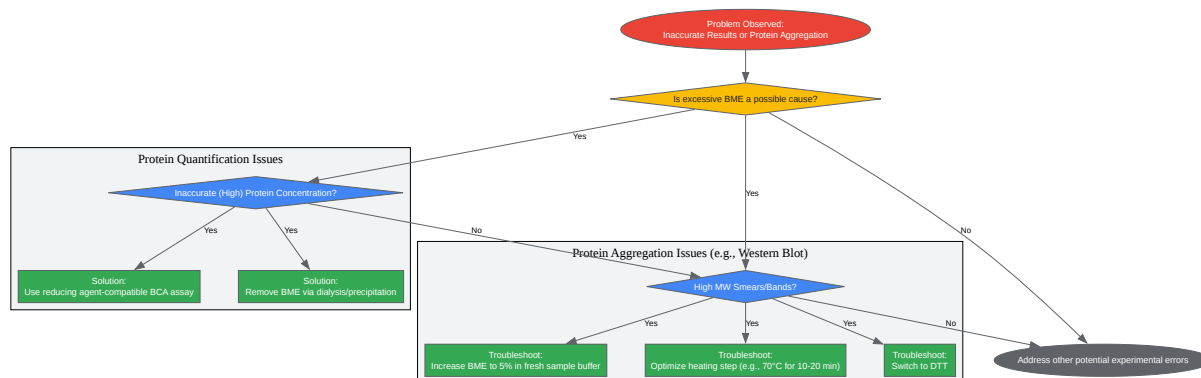 Problem Observed:
Inaccurate Results or Protein Aggregation
Is excessive BME a possible cause?
Yes
Protein Quantification Issues
Inaccurate (High) Protein Concentration?
Yes
Yes
Yes
No
No
Protein Aggregation Issues (e.g., Western Blot)
Solution:
Use reducing agent-compatible BCA assay
Solution:
Remove BME via dialysis/precipitation
High MW Smears/Bands?
Yes
Yes
Yes
No
Troubleshoot:
Increase BME to 5% in fresh sample buffer
Troubleshoot:
Optimize heating step (e.g., 70°C for 10-20 min)
Troubleshoot:
Switch to DTT
Address other potential experimental errors